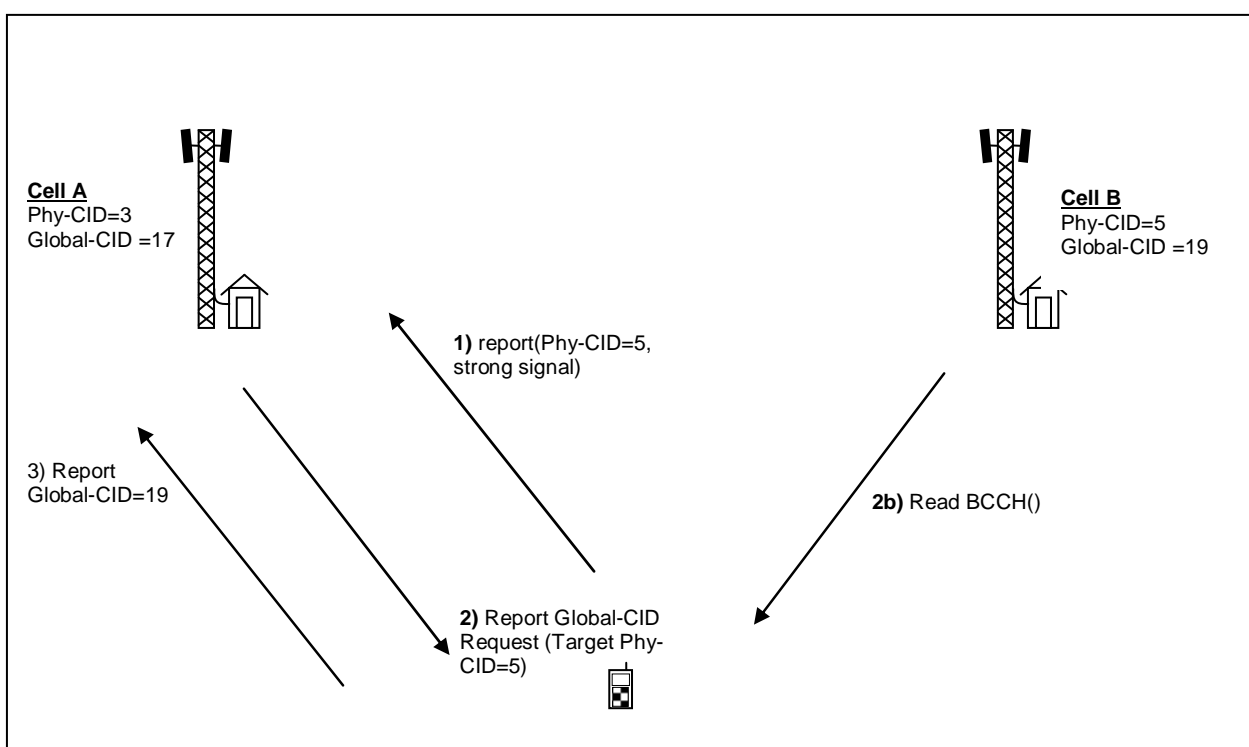 Cell A
Phy-CID=3
Global-CID =17
Cell B
Phy-CID=5
Global-CID =19
1) report(Phy-CID=5,
strong signal)
3) Report
Global-CID=19
2b) Read BCCH()
2) Report Global-CID
Request (Target Phy-
CID=5)